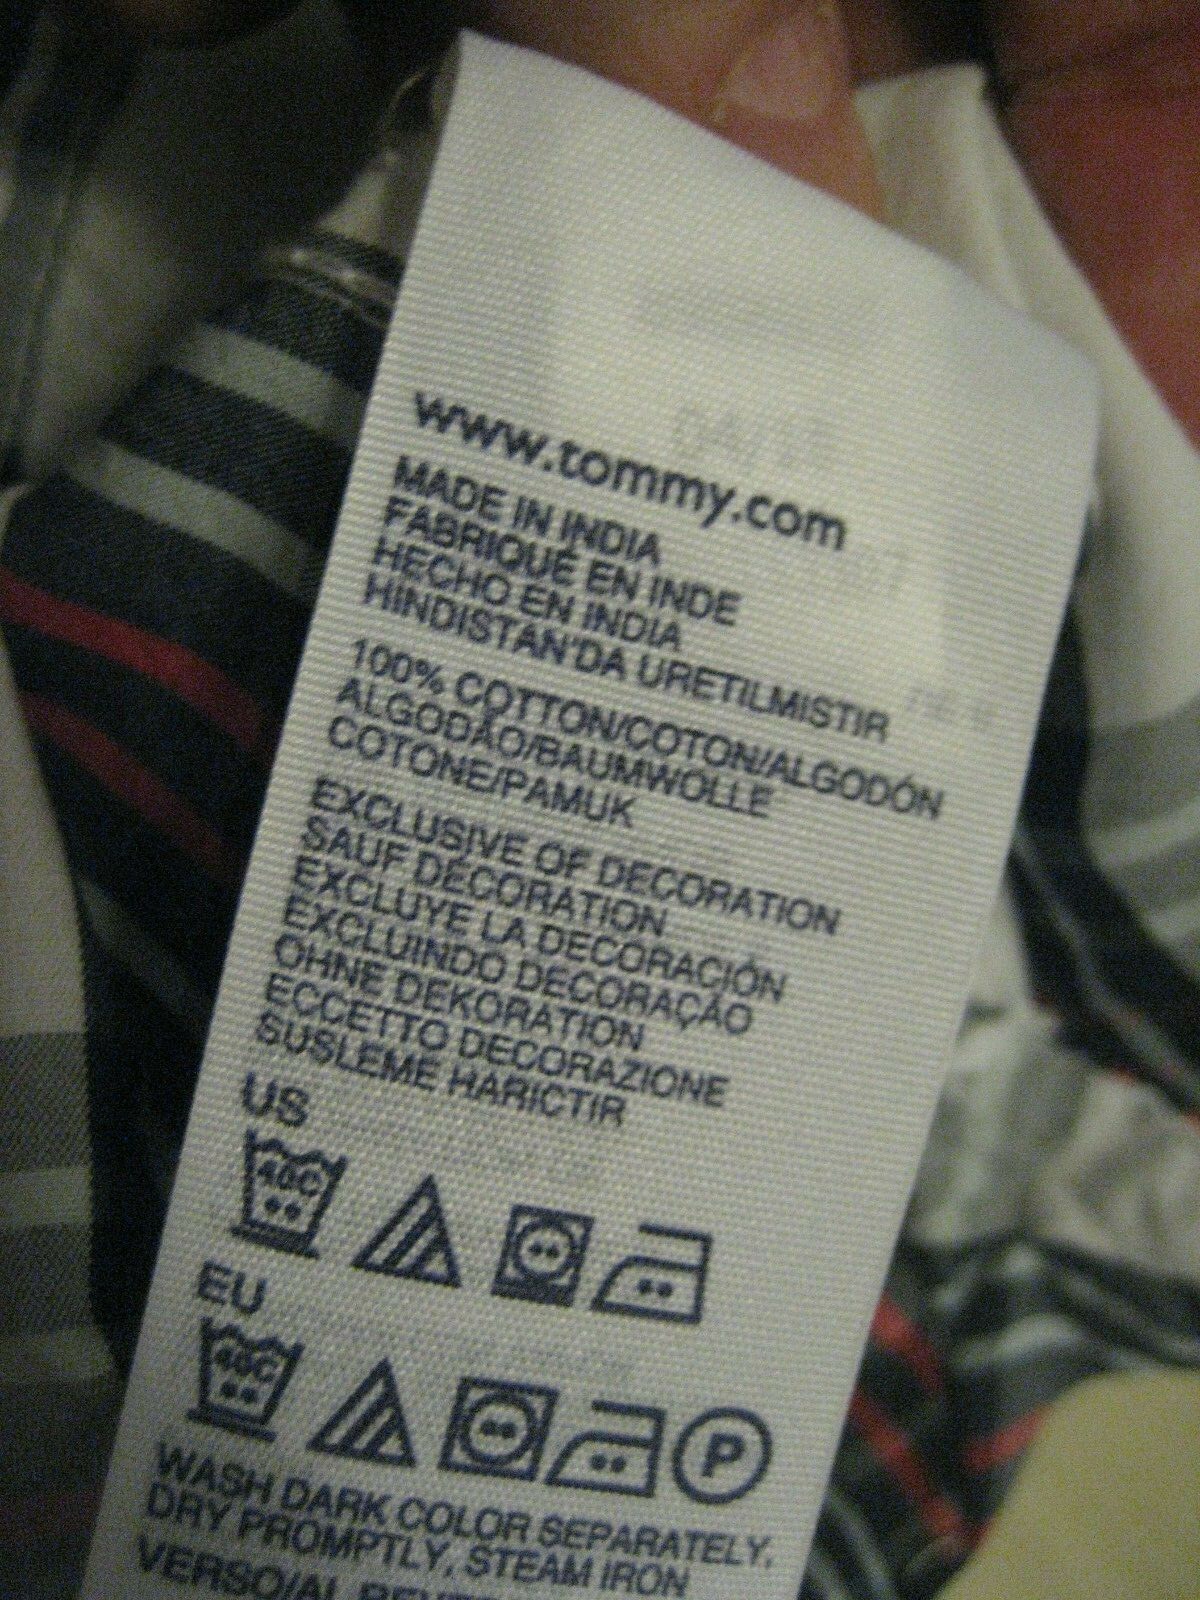 www.tommy.com
MADE IN INDIA
FABRIQUÉ EN INDE
HECHO EN INDIA
HINDISTAN'DA URETILMISTIR
100% COTTON/COTON/ALGODÓN
ALGODÃO/BAUMWOLLE
COTONE/PAMUK
EXCLUSIVE OF DECORATION
SAUF DÉCORATION
EXCLUYE LA DECORACIÓN
EXCLUINDO DECORAÇÃO
OHNE DEKORATION
ECCETTO DECORAZIONE
SUSLEME HARICTIR
US
40C
EU
40C
P
WASH DARK COLOR SEPARATELY,
DRY PROMPTLY, STEAM IRON
VERSO/AL